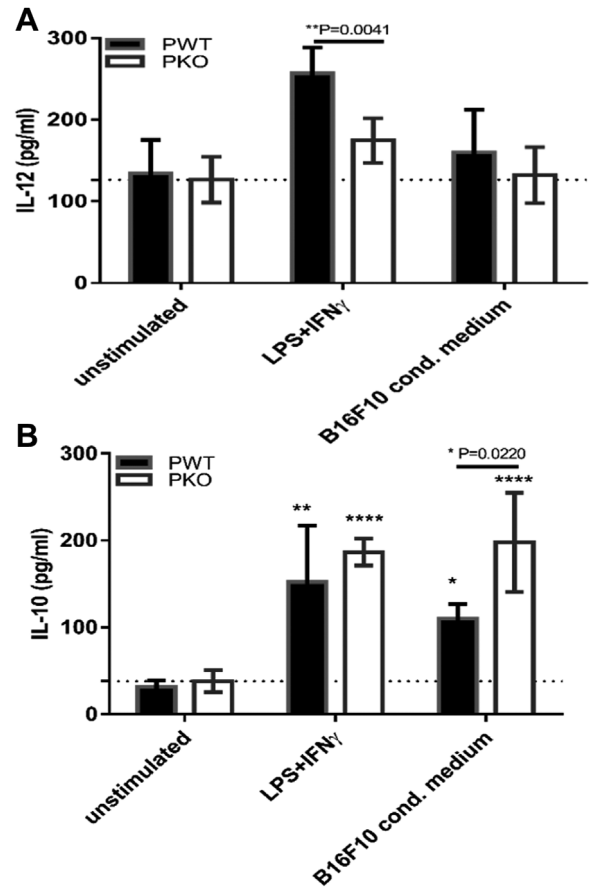 A
**P=0.0041
PWT
PKO
300
200
100
0
IL-12 (pg/ml)
unstimulated
LPS+IFNγ
B16F10 cond. medium
B
* P=0.0220
PWT
PKO
300
200
100
0
IL-10 (pg/ml)
**
****
*
****
unstimulated
LPS+IFNγ
B16F10 cond. medium